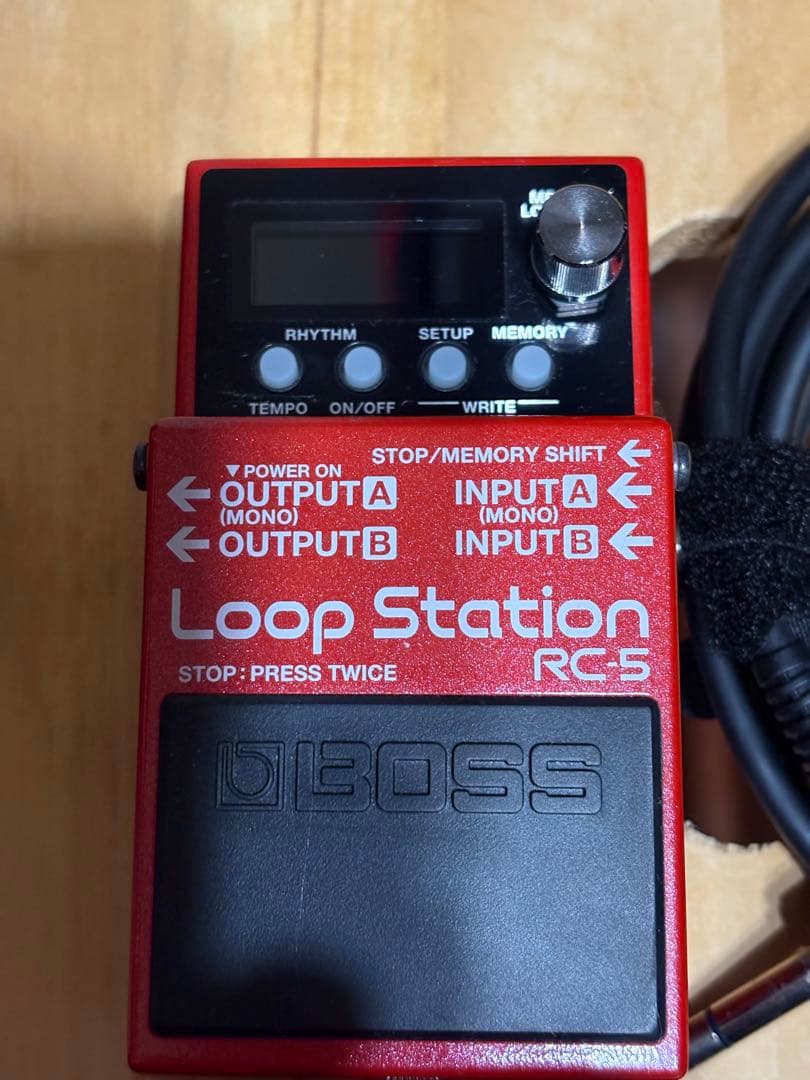 RHYTHM SETUP MEMORY
TEMPO ON/OFF WRITE
STOP/MEMORY SHIFT ←
▼POWER ON
← OUTPUT A INPUT A ←
(MONO) (MONO)
← OUTPUT B INPUT B ←
Loop Station
STOP : PRESS TWICE RC-5
BOSS